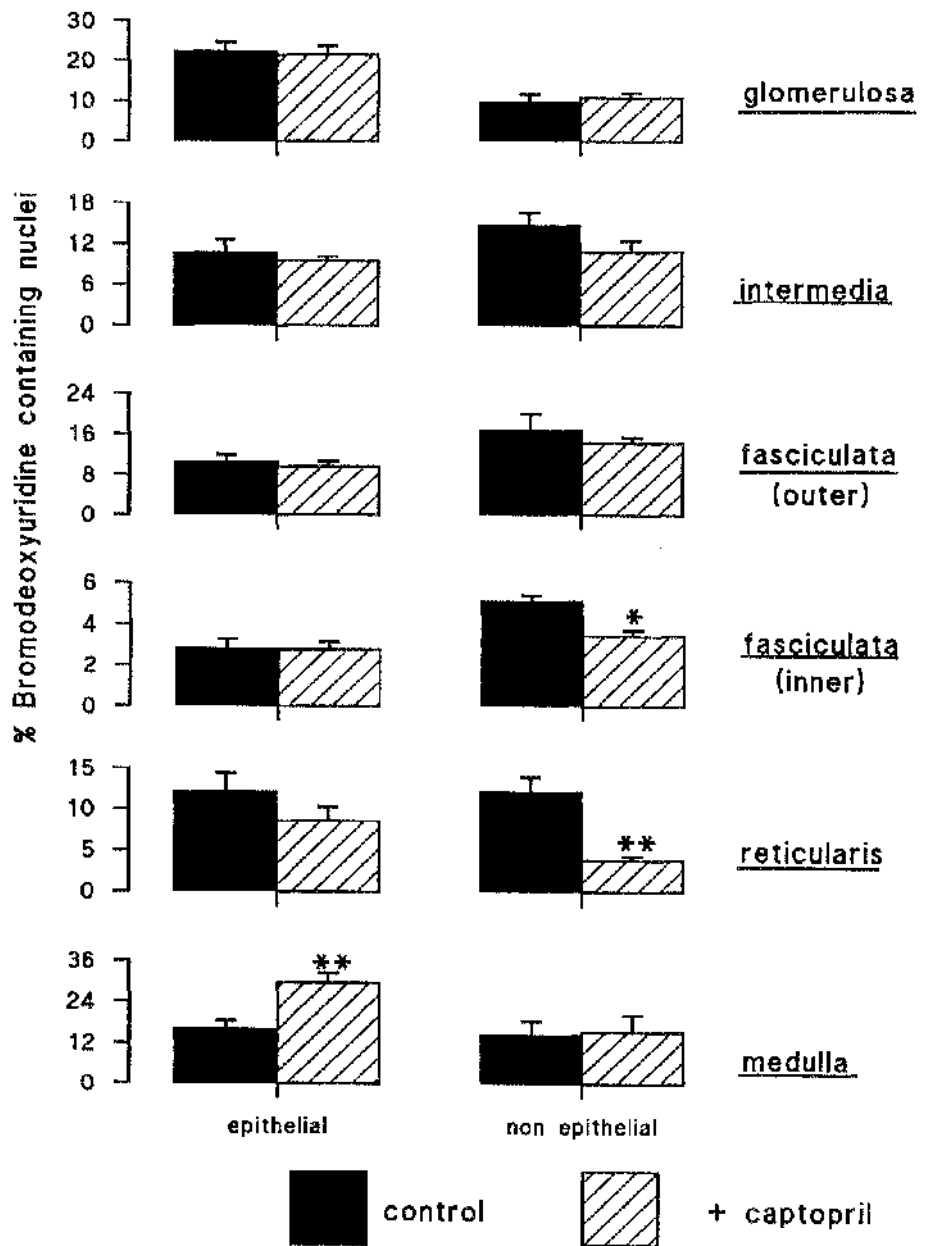 % Bromodeoxyuridine containing nuclei
30
20
10
0
glomerulosa
18
12
6
0
intermedia
24
16
8
0
fasciculata
(outer)
6
4
2
0
*
fasciculata
(inner)
15
10
5
0
**
reticularis
36
24
12
0
**
medulla
epithelial
non epithelial
control
+ captopril